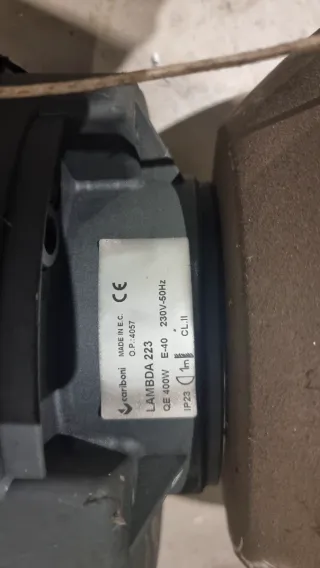 cariboni MADE IN E.C. CE
O.P.:4057
LAMBDA 223
QE 400W E-40 230V-50Hz
IP23 1m CL.II